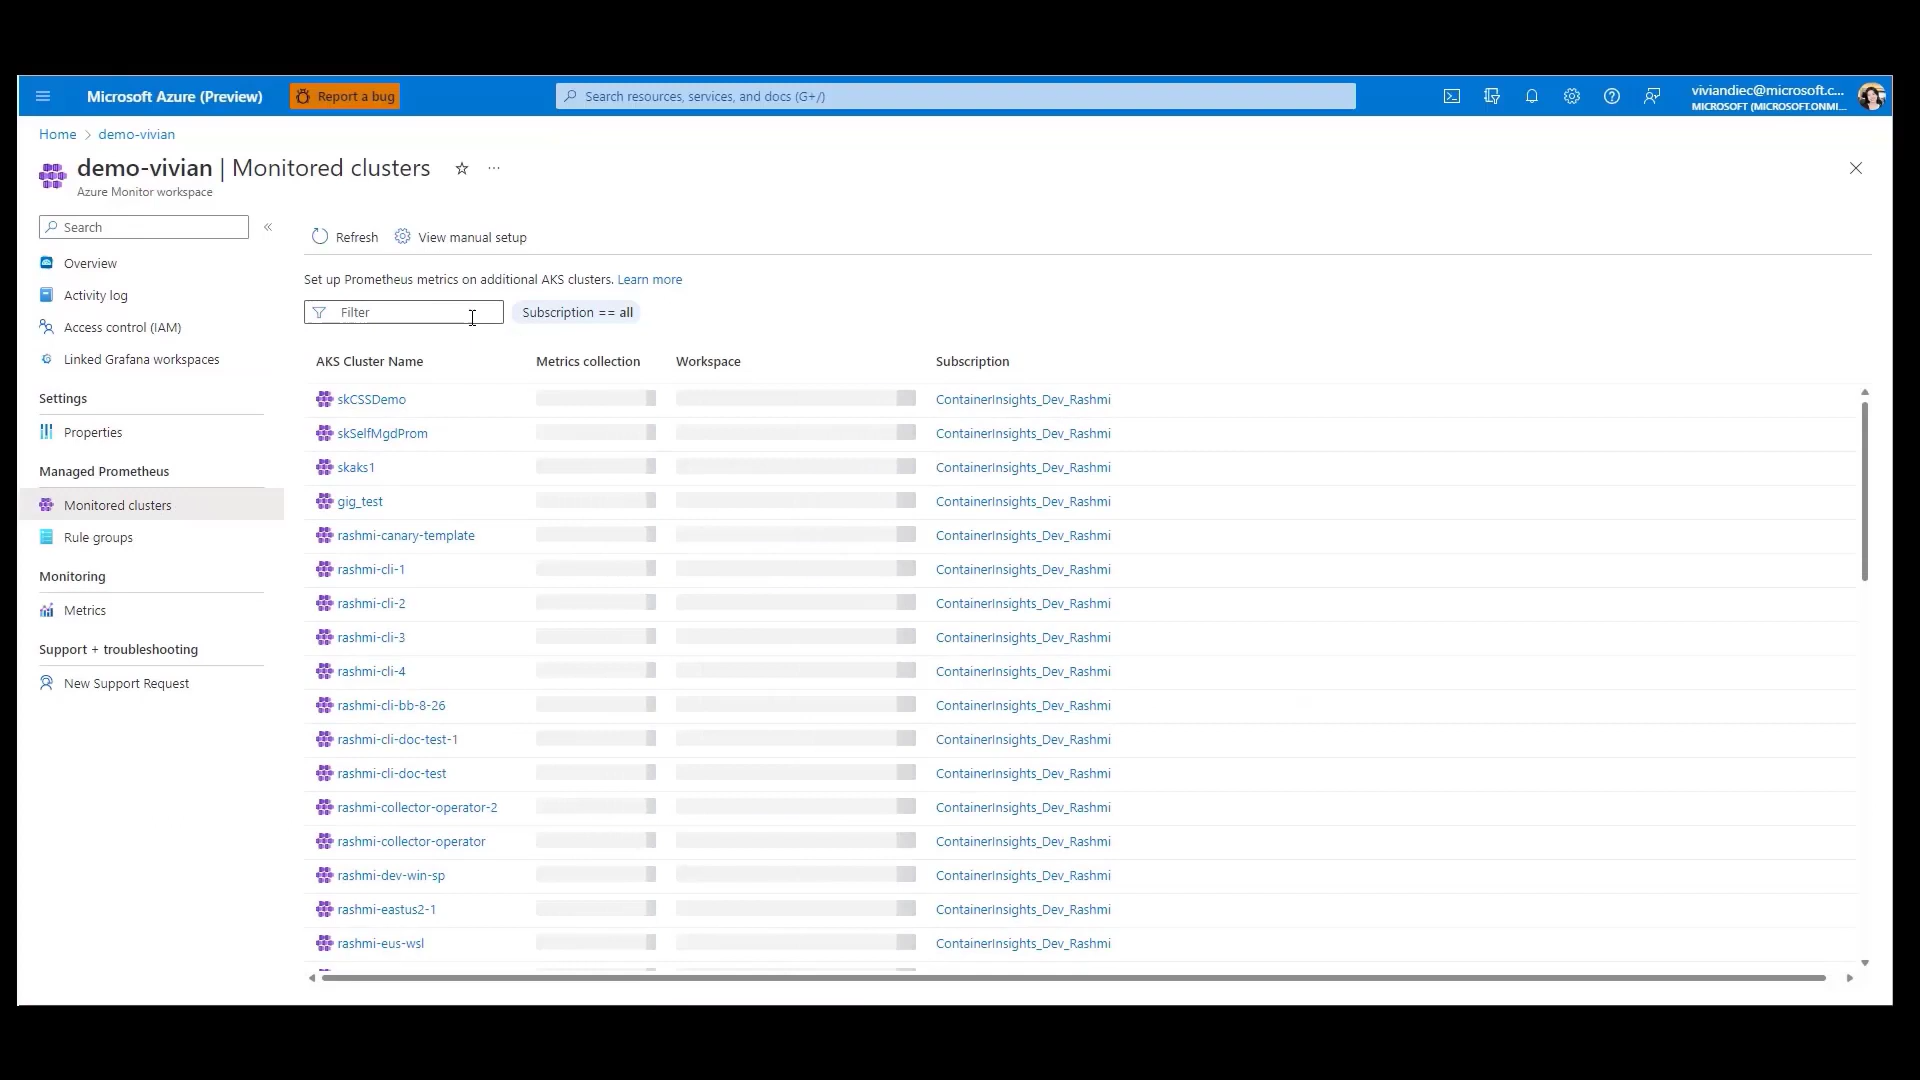 Microsoft Azure (Preview)
Report a bug
Search resources, services, and docs (G+/)
viviandiec@microsoft.c...
MICROSOFT (MICROSOFT.ONMI...
Home > demo-vivian
demo-vivian | Monitored clusters
...
Azure Monitor workspace
Search
«
Overview
Activity log
Access control (IAM)
Linked Grafana workspaces
Settings
Properties
Managed Prometheus
Monitored clusters
Rule groups
Monitoring
Metrics
Support + troubleshooting
New Support Request
Refresh
View manual setup
Set up Prometheus metrics on additional AKS clusters. Learn more
Filter
Subscription == all
AKS Cluster Name Metrics collection Workspace Subscription
skCSSDemo ContainerInsights_Dev_Rashmi
skSelfMgdProm ContainerInsights_Dev_Rashmi
skaks1 ContainerInsights_Dev_Rashmi
gig_test ContainerInsights_Dev_Rashmi
rashmi-canary-template ContainerInsights_Dev_Rashmi
rashmi-cli-1 ContainerInsights_Dev_Rashmi
rashmi-cli-2 ContainerInsights_Dev_Rashmi
rashmi-cli-3 ContainerInsights_Dev_Rashmi
rashmi-cli-4 ContainerInsights_Dev_Rashmi
rashmi-cli-bb-8-26 ContainerInsights_Dev_Rashmi
rashmi-cli-doc-test-1 ContainerInsights_Dev_Rashmi
rashmi-cli-doc-test ContainerInsights_Dev_Rashmi
rashmi-collector-operator-2 ContainerInsights_Dev_Rashmi
rashmi-collector-operator ContainerInsights_Dev_Rashmi
rashmi-dev-win-sp ContainerInsights_Dev_Rashmi
rashmi-eastus2-1 ContainerInsights_Dev_Rashmi
rashmi-eus-wsl ContainerInsights_Dev_Rashmi